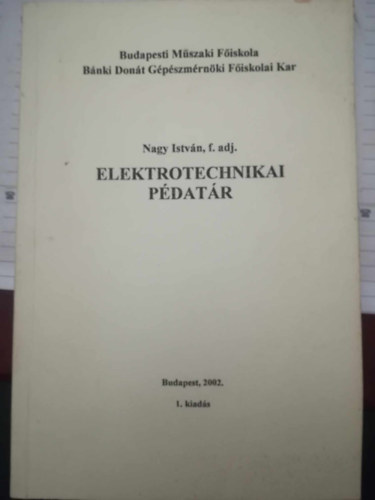 Budapesti Műszaki Főiskola
Bánki Donát Gépészmérnöki Főiskolai Kar
Nagy István, f. adj.
ELEKTROTECHNIKAI
PÉDATÁR
Budapest, 2002.
1. kiadás